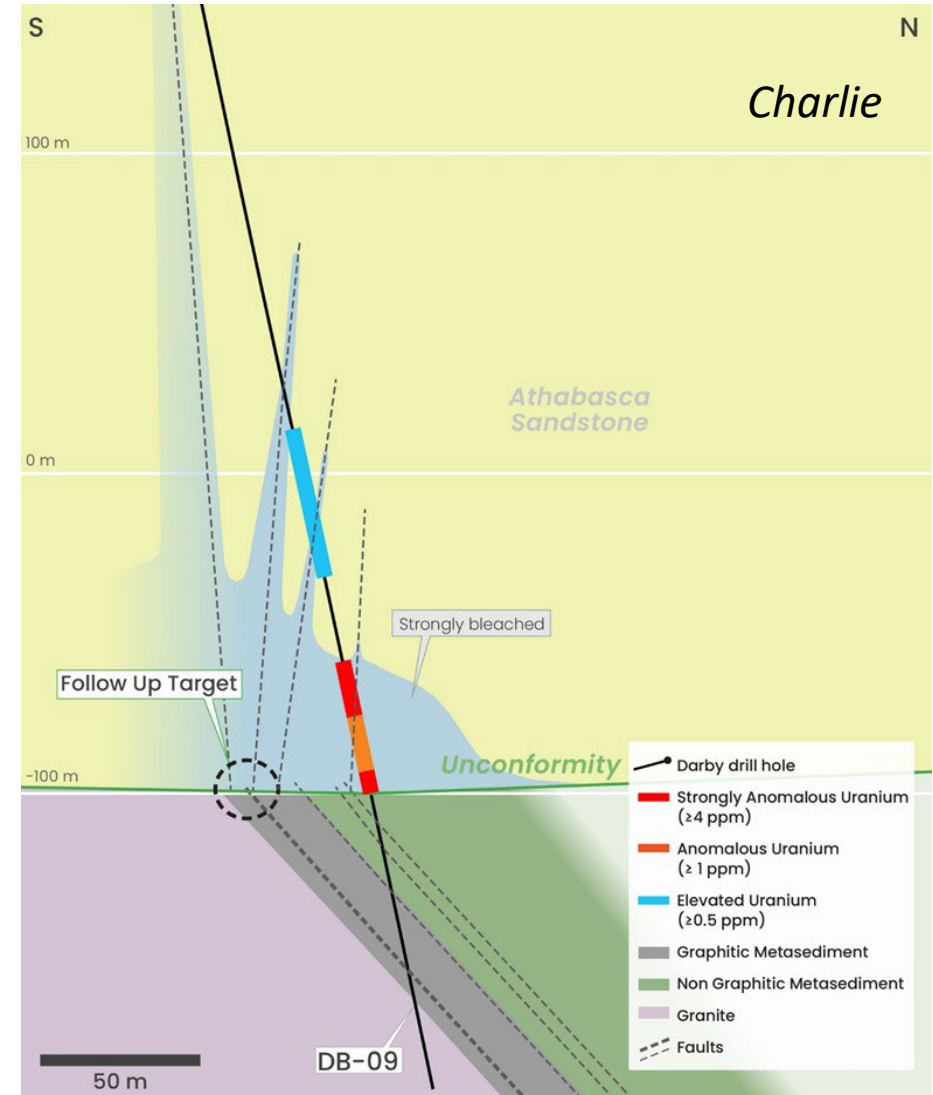 S
N
Charlie
100 m
Athabasca
Sandstone
0 m
Strongly bleached
Follow Up Target
Unconformity
-100 m
Darby drill hole
Strongly Anomalous Uranium
(≥4 ppm)
Anomalous Uranium
(≥ 1 ppm)
Elevated Uranium
(≥0.5 ppm)
Graphitic Metasediment
Non Graphitic Metasediment
Granite
Faults
DB-09
50 m